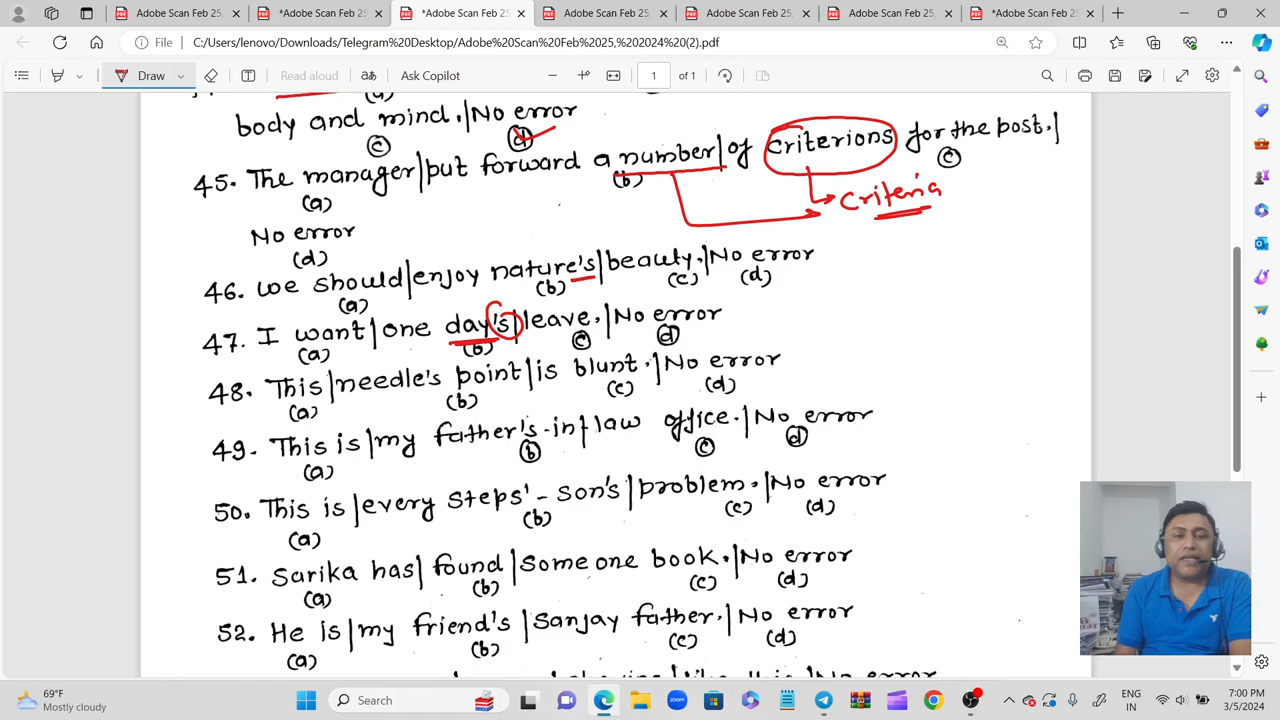 Adobe Scan Feb 25,
*Adobe Scan Feb 25,
*Adobe Scan Feb 25,
Adobe Scan Feb 25,
Adobe Scan Feb 25,
Adobe Scan Feb 25,
*Adobe Scan Feb 25,
File C:/Users/lenovo/Downloads/Telegram%20Desktop/Adobe%20Scan%20Feb%2025,%202024%20(2).pdf
Draw Read aloud Ask Copilot 1 of 1
(a)
body and mind.|No error
(c) (d)
45. The manager|put forward a number|of criterions for the post.|
(a) (b) (c)
Criteria
No error
(d)
46. We should|enjoy nature's|beauty.|No error
(a) (b) (c) (d)
47. I want|one day's|leave.|No error
(a) (b) (c) (d)
48. This|needle's point|is blunt.|No error
(a) (b) (c) (d)
49. This is|my father's-in|law office.|No error
(a) (b) (c) (d)
50. This is|every steps'-son's|problem.|No error
(a) (b) (c) (d)
51. Sarika has|found|Some one book.|No error
(a) (b) (c) (d)
52. He is|my friend's|Sanjay father.|No error
(a) (b) (c) (d)
69°F
Mostly cloudy
Search
zoom
ENG
IN
7:00 PM
3/5/2024